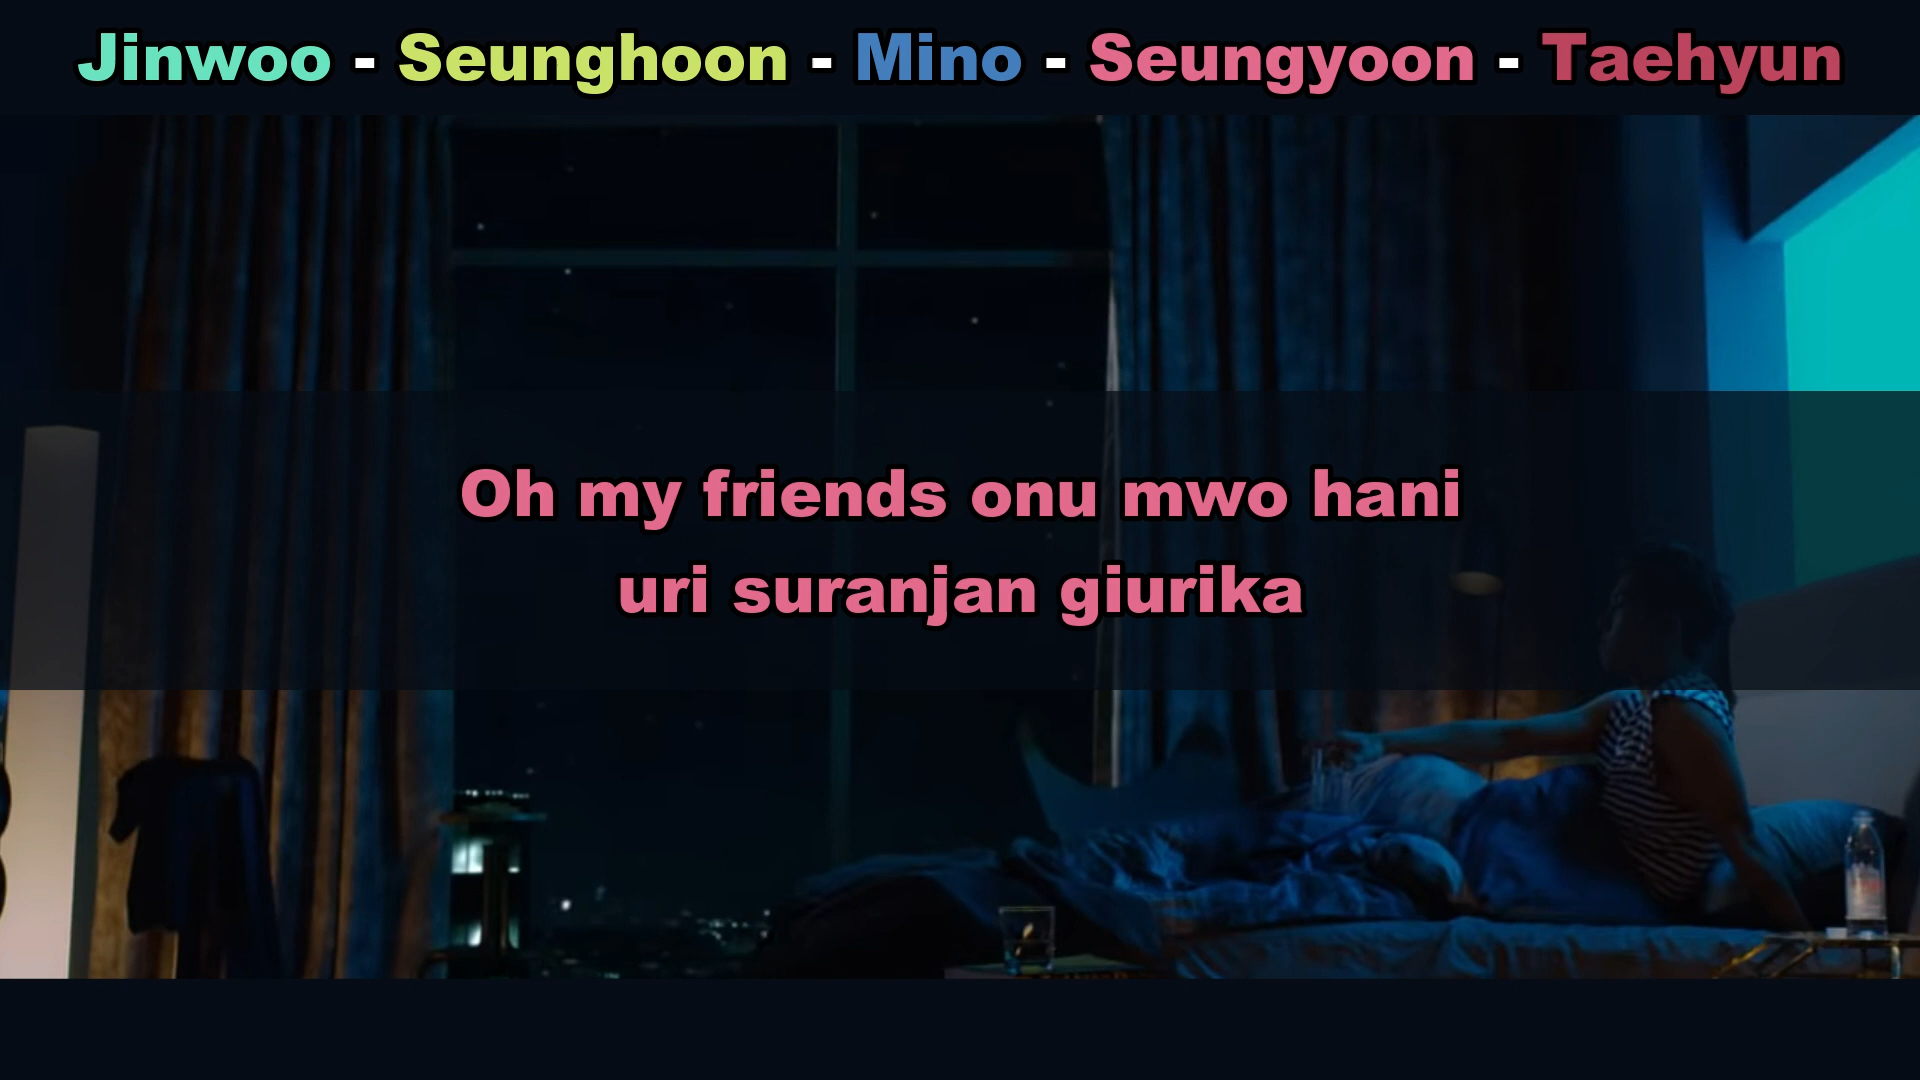 Jinwoo - Seunghoon - Mino - Seungyoon - Taehyun
Oh my friends onu mwo hani
uri suranjan giurika